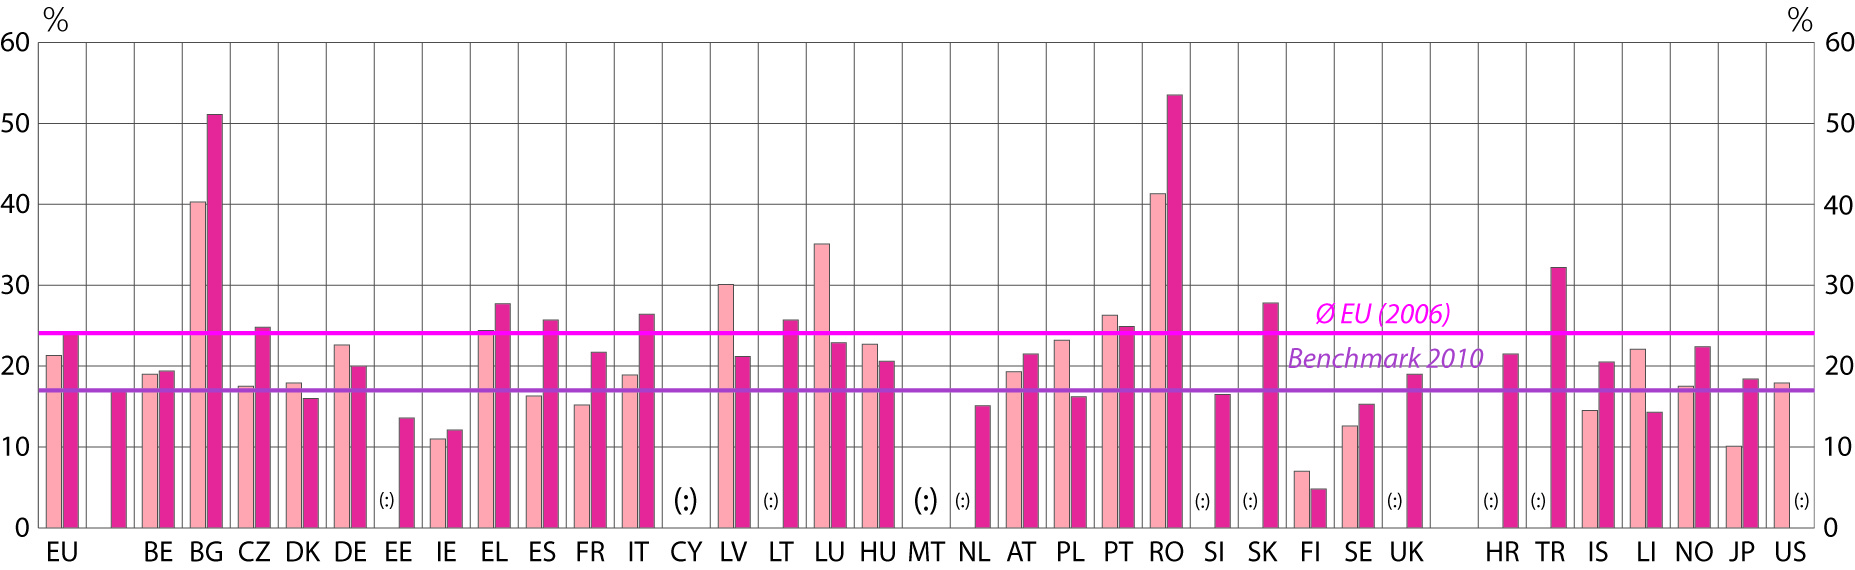 % %
60 60
50 50
40 40
30 30
Ø EU (2006)
Benchmark 2010
20 20
10 10
(:) (:) (:) (:) (:) (:) (:) (:) (:) (:) (:) (:)
0 0
EU BE BG CZ DK DE EE IE EL ES FR IT CY LV LT LU HU MT NL AT PL PT RO SI SK FI SE UK HR TR IS LI NO JP US